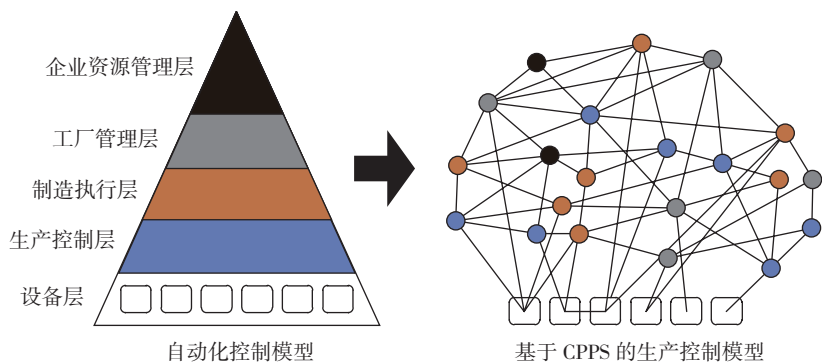 企业资源管理层
工厂管理层
制造执行层
生产控制层
设备层
自动化控制模型
基于 CPPS 的生产控制模型